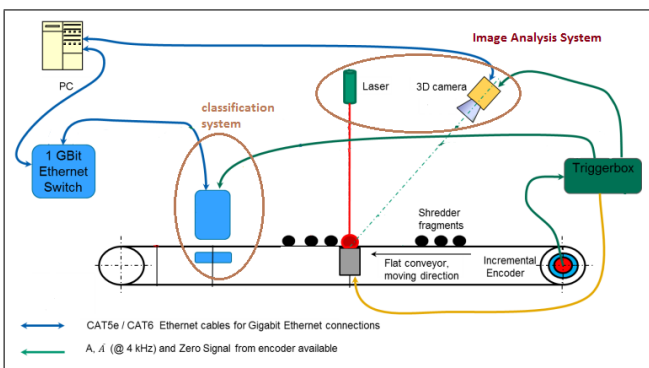 Image Analysis System
PC
Laser
3D camera
classification
system
1 GBit
Ethernet
Switch
Triggerbox
Shredder
fragments
Flat conveyor,
moving direction
Incremental
Encoder
CAT5e / CAT6 Ethernet cables for Gigabit Ethernet connections
A, Á (@ 4 kHz) and Zero Signal from encoder available